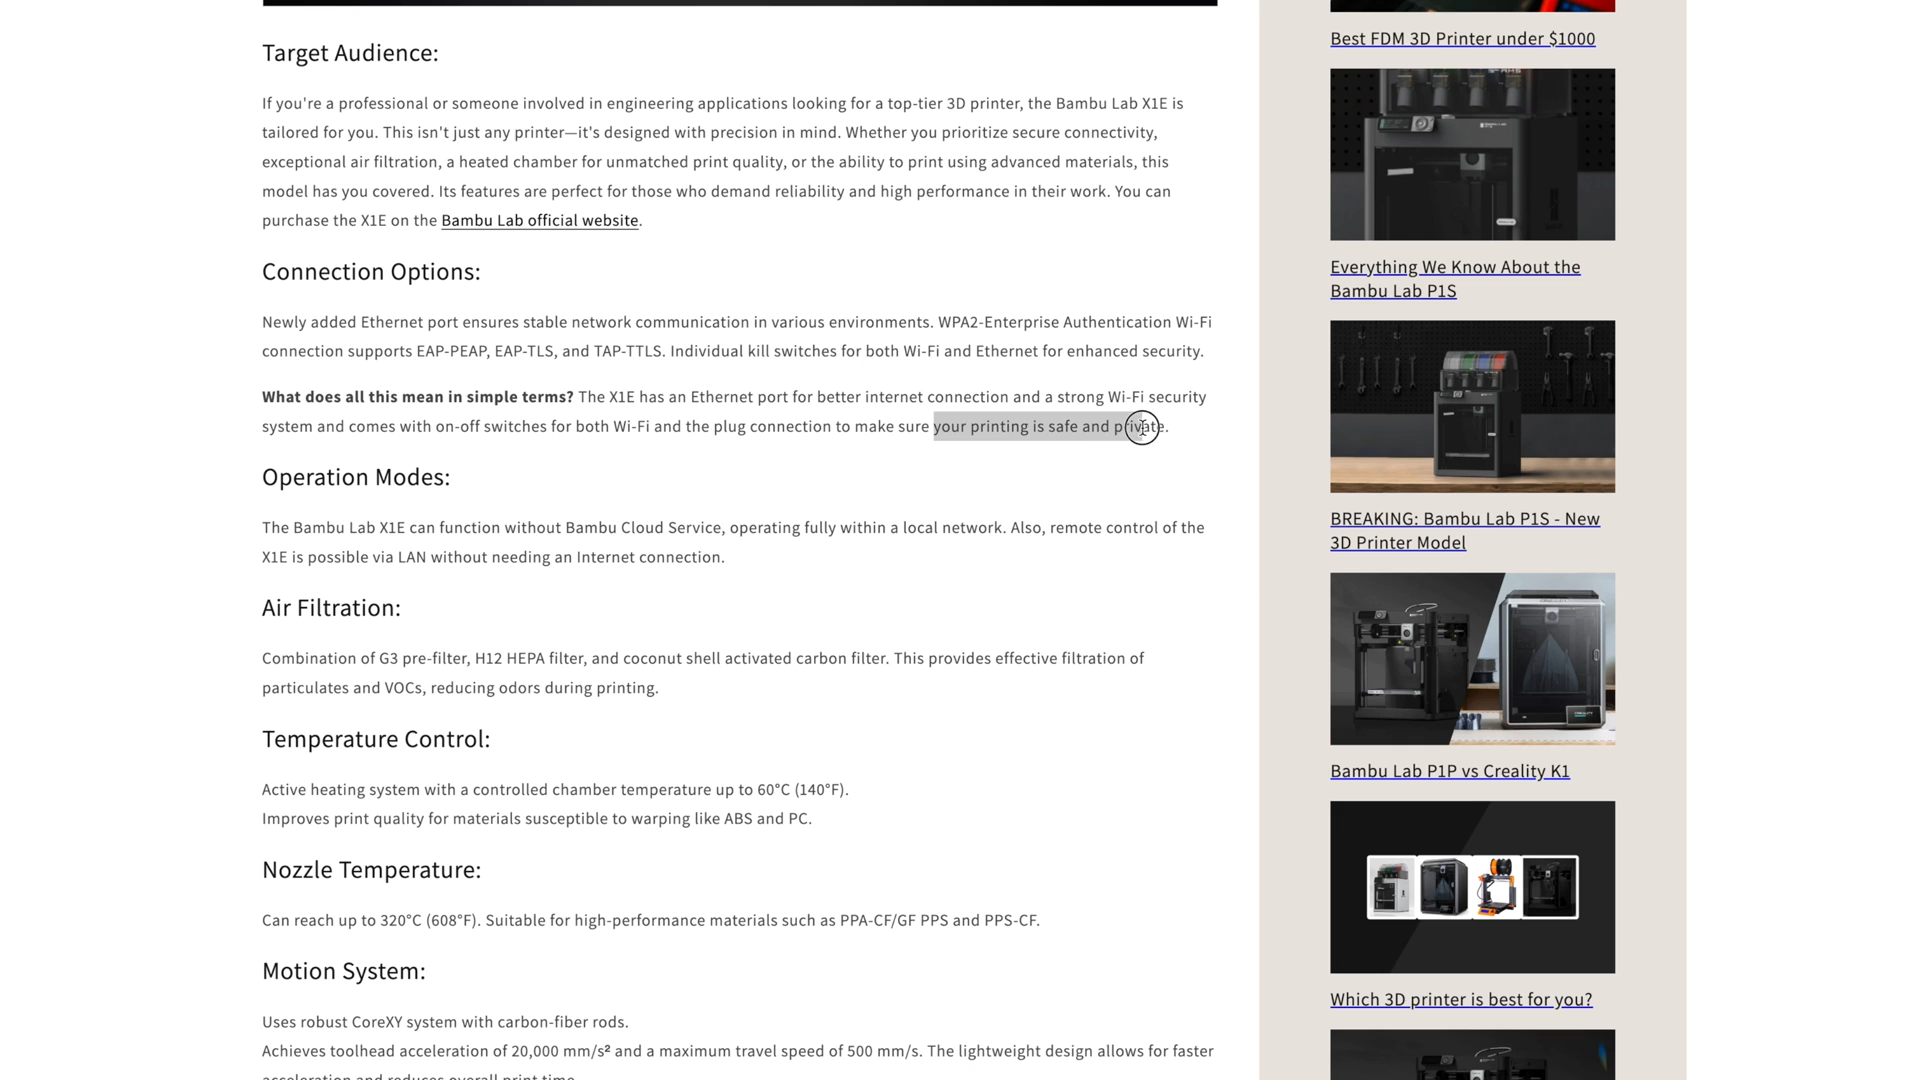 Target Audience:
If you're a professional or someone involved in engineering applications looking for a top-tier 3D printer, the Bambu Lab X1E is
tailored for you. This isn't just any printer—it's designed with precision in mind. Whether you prioritize secure connectivity,
exceptional air filtration, a heated chamber for unmatched print quality, or the ability to print using advanced materials, this
model has you covered. Its features are perfect for those who demand reliability and high performance in their work. You can
purchase the X1E on the Bambu Lab official website.
Connection Options:
Newly added Ethernet port ensures stable network communication in various environments. WPA2-Enterprise Authentication Wi-Fi
connection supports EAP-PEAP, EAP-TLS, and TAP-TTLS. Individual kill switches for both Wi-Fi and Ethernet for enhanced security.
What does all this mean in simple terms? The X1E has an Ethernet port for better internet connection and a strong Wi-Fi security
system and comes with on-off switches for both Wi-Fi and the plug connection to make sure your printing is safe and private.
Operation Modes:
The Bambu Lab X1E can function without Bambu Cloud Service, operating fully within a local network. Also, remote control of the
X1E is possible via LAN without needing an Internet connection.
Air Filtration:
Combination of G3 pre-filter, H12 HEPA filter, and coconut shell activated carbon filter. This provides effective filtration of
particulates and VOCs, reducing odors during printing.
Temperature Control:
Active heating system with a controlled chamber temperature up to 60°C (140°F).
Improves print quality for materials susceptible to warping like ABS and PC.
Nozzle Temperature:
Can reach up to 320°C (608°F). Suitable for high-performance materials such as PPA-CF/GF PPS and PPS-CF.
Motion System:
Uses robust CoreXY system with carbon-fiber rods.
Achieves toolhead acceleration of 20,000 mm/s² and a maximum travel speed of 500 mm/s. The lightweight design allows for faster
acceleration and reduces overall print time.
Best FDM 3D Printer under $1000
Everything We Know About the
Bambu Lab P1S
BREAKING: Bambu Lab P1S - New
3D Printer Model
Bambu Lab P1P vs Creality K1
Which 3D printer is best for you?